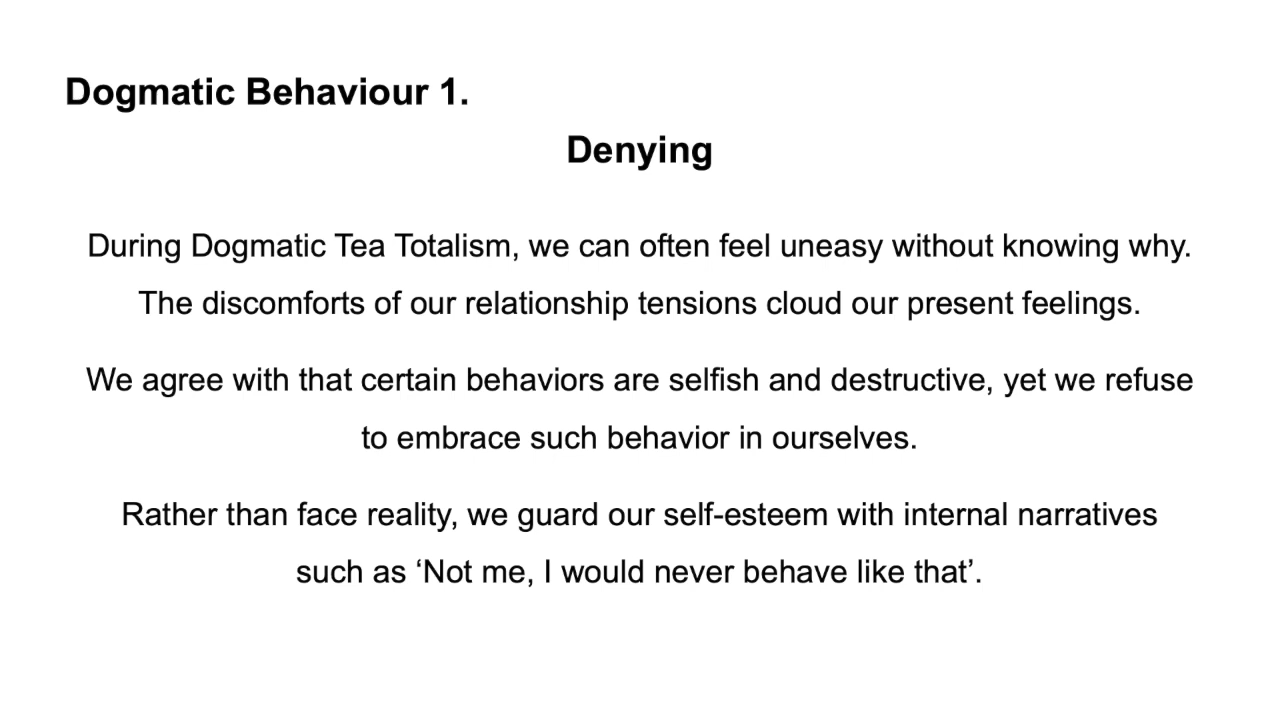 Dogmatic Behaviour 1.
Denying
During Dogmatic Tea Totalism, we can often feel uneasy without knowing why.
The discomforts of our relationship tensions cloud our present feelings.
We agree with that certain behaviors are selfish and destructive, yet we refuse
to embrace such behavior in ourselves.
Rather than face reality, we guard our self-esteem with internal narratives
such as ‘Not me, I would never behave like that’.